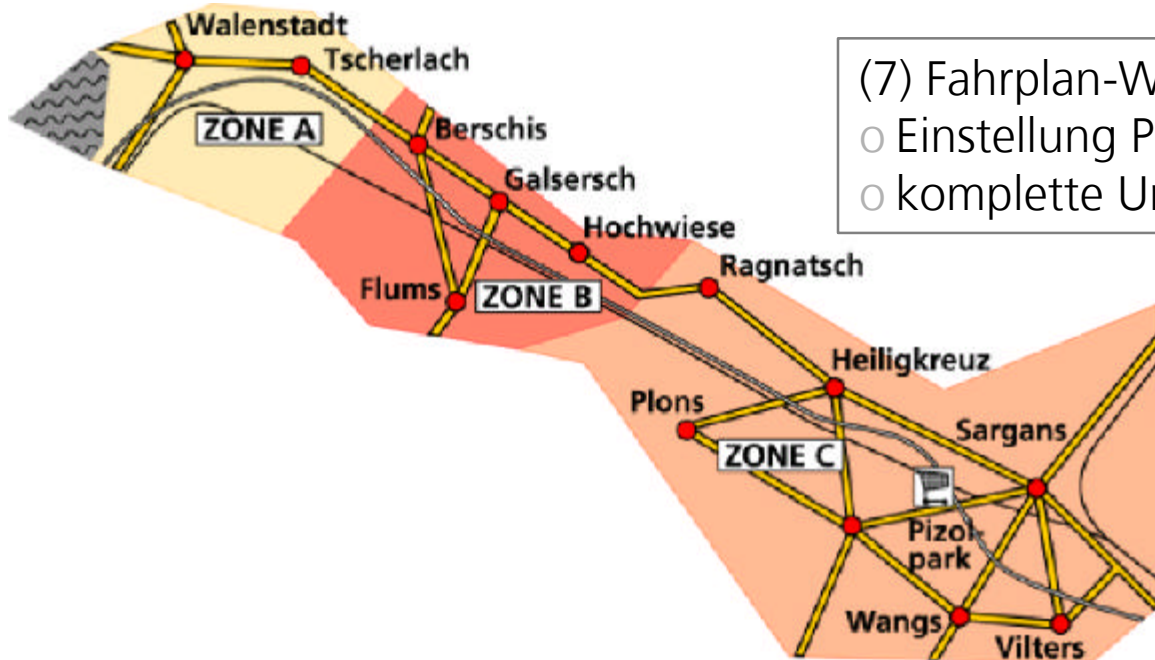 Walenstadt
Tscherlach
(7) Fahrplan-W
o Einstellung P
o komplette Ur
ZONE A
Berschis
Galsersch
Hochwiese
Ragnatsch
Flums
ZONE B
Heiligkreuz
Plons
Sargans
ZONE C
Pizol-
park
Wangs
Vilters